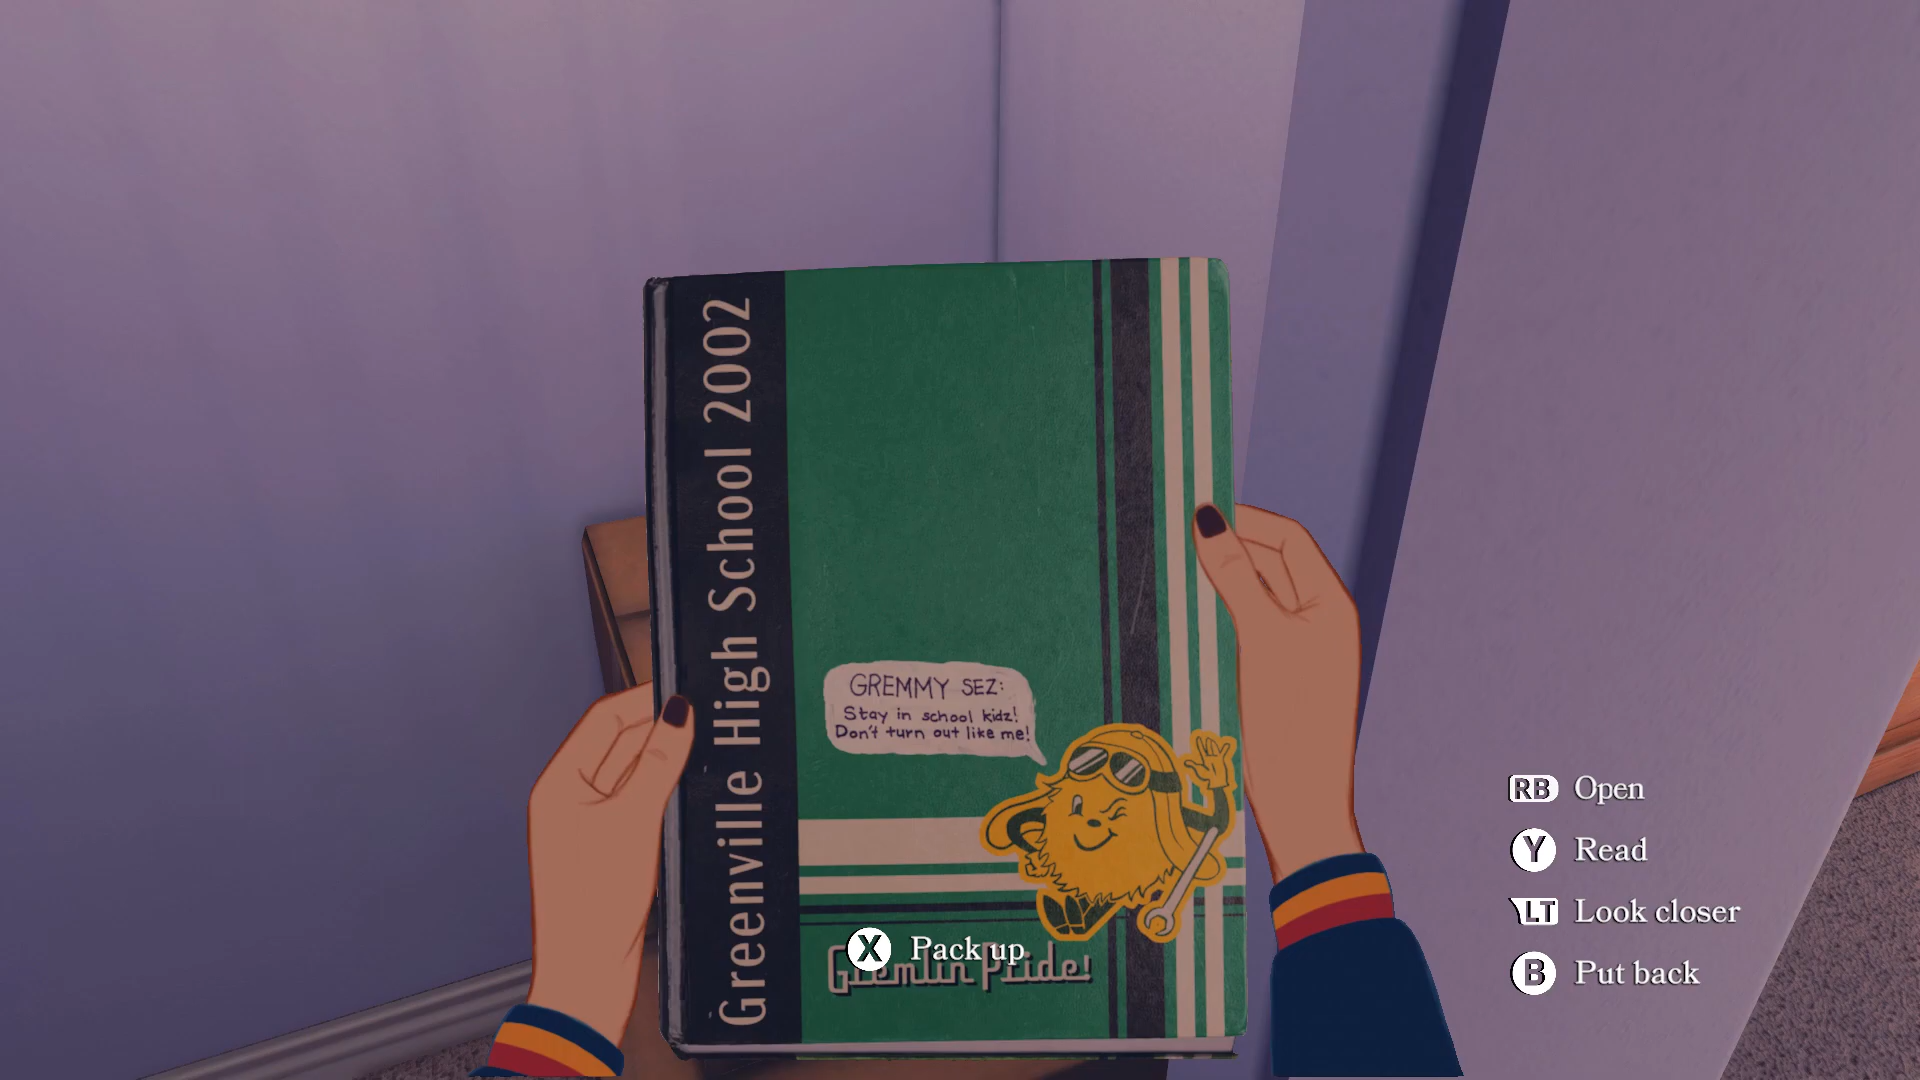 Greenville High School 2002
GREMMY SEZ:
Stay in school kidz!
Don't turn out like me!
Gremlin Pride!
X Pack up
RB Open
Y Read
LT Look closer
B Put back